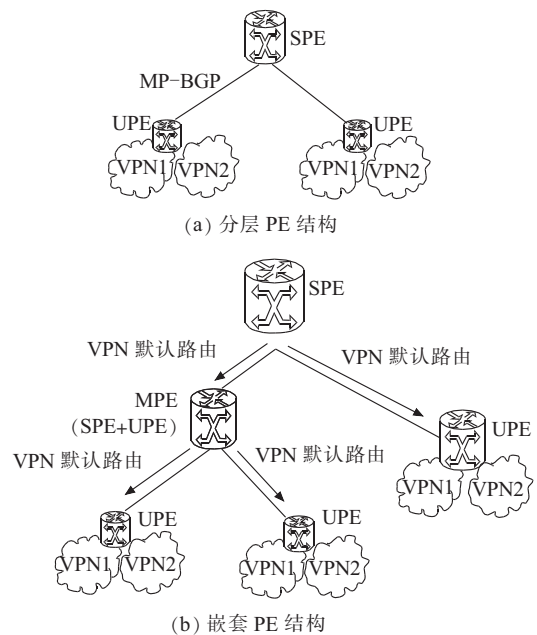 SPE
MP-BGP
UPE
UPE
VPN1
VPN2
VPN1
VPN2
(a) 分层 PE 结构
SPE
VPN 默认路由
VPN 默认路由
MPE
(SPE+UPE)
UPE
VPN 默认路由
VPN 默认路由
VPN1
VPN2
UPE
UPE
VPN1
VPN2
VPN1
VPN2
(b) 嵌套 PE 结构